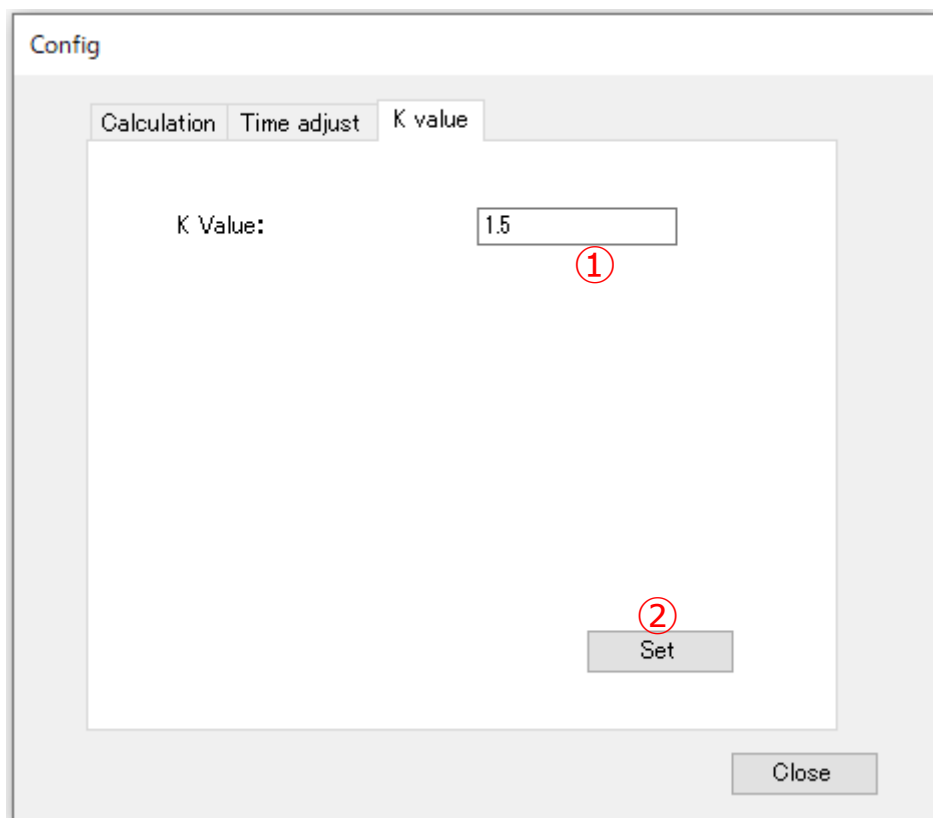 Config
Calculation Time adjust K value
K Value: 1.5
①
②
Set
Close